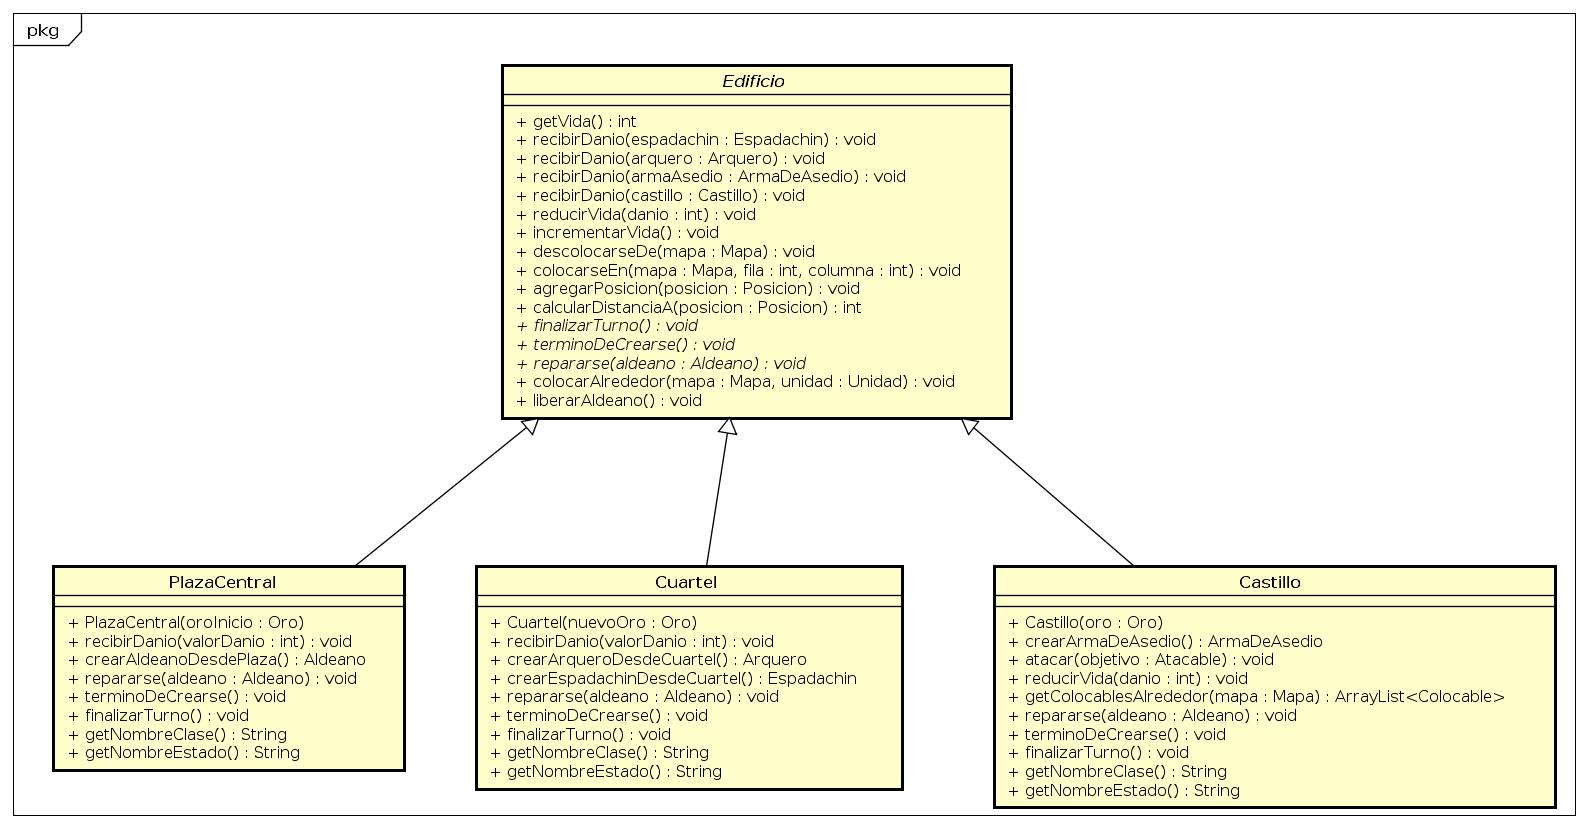 pkg
Edificio
+ getVida() : int
+ recibirDanio(espadachin : Espadachin) : void
+ recibirDanio(arquero : Arquero) : void
+ recibirDanio(armaAsedio : ArmaDeAsedio) : void
+ recibirDanio(castillo : Castillo) : void
+ reducirVida(danio : int) : void
+ incrementarVida() : void
+ descolocarseDe(mapa : Mapa) : void
+ colocarseEn(mapa : Mapa, fila : int, columna : int) : void
+ agregarPosicion(posicion : Posicion) : void
+ calcularDistanciaA(posicion : Posicion) : int
+ finalizarTurno() : void
+ terminoDeCrearse() : void
+ repararse(aldeano : Aldeano) : void
+ colocarAlrededor(mapa : Mapa, unidad : Unidad) : void
+ liberarAldeano() : void
PlazaCentral
+ PlazaCentral(oroInicio : Oro)
+ recibirDanio(valorDanio : int) : void
+ crearAldeanoDesdePlaza() : Aldeano
+ repararse(aldeano : Aldeano) : void
+ terminoDeCrearse() : void
+ finalizarTurno() : void
+ getNombreClase() : String
+ getNombreEstado() : String
Cuartel
+ Cuartel(nuevoOro : Oro)
+ recibirDanio(valorDanio : int) : void
+ crearArqueroDesdeCuartel() : Arquero
+ crearEspadachinDesdeCuartel() : Espadachin
+ repararse(aldeano : Aldeano) : void
+ terminoDeCrearse() : void
+ finalizarTurno() : void
+ getNombreClase() : String
+ getNombreEstado() : String
Castillo
+ Castillo(oro : Oro)
+ crearArmaDeAsedio() : ArmaDeAsedio
+ atacar(objetivo : Atacable) : void
+ reducirVida(danio : int) : void
+ getColocablesAlrededor(mapa : Mapa) : ArrayList<Colocable>
+ repararse(aldeano : Aldeano) : void
+ terminoDeCrearse() : void
+ finalizarTurno() : void
+ getNombreClase() : String
+ getNombreEstado() : String